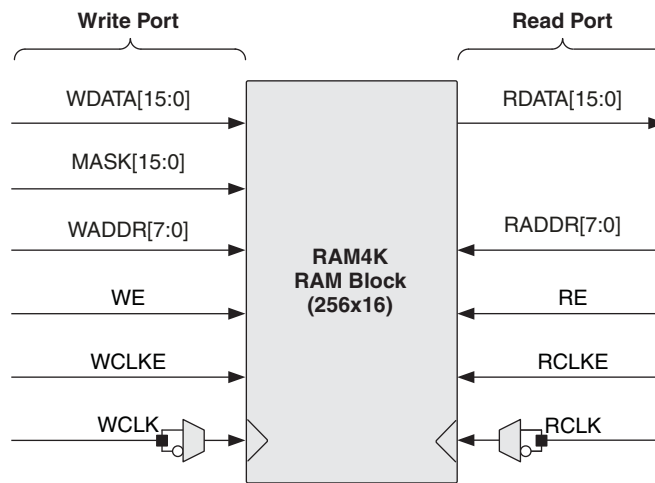 Write Port
Read Port
WDATA[15:0]
RDATA[15:0]
MASK[15:0]
WADDR[7:0]
RADDR[7:0]
RAM4K
RAM Block
(256x16)
WE
RE
WCLKE
RCLKE
WCLK
RCLK